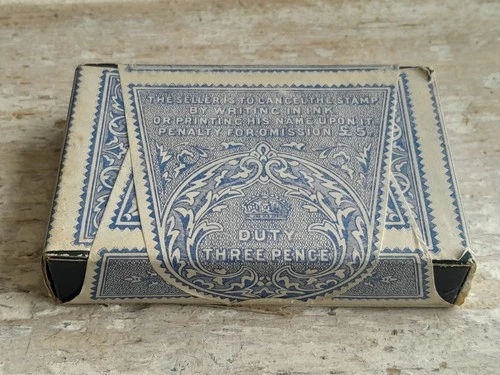 THE SELLER IS TO CANCEL THE STAMP
BY WRITING IN INK
OR PRINTING HIS NAME UPON IT
PENALTY FOR OMISSION £5.
DUTY
THREE PENCE